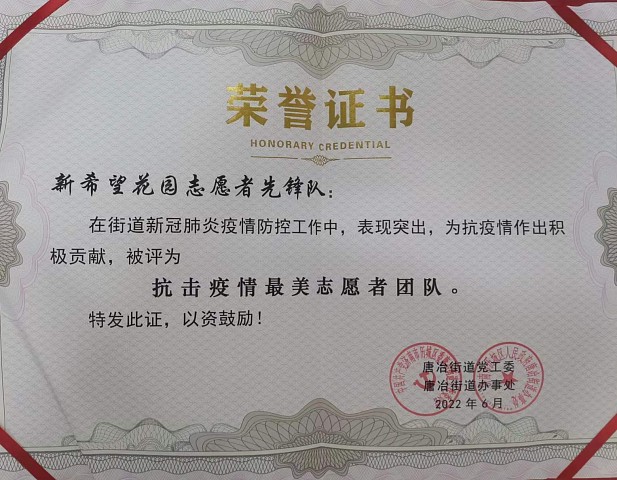 荣誉证书
HONORARY CREDENTIAL
新希望花园志愿者先锋队：
在街道新冠肺炎疫情防控工作中，表现突出，为抗疫情作出积
极贡献，被评为
抗击疫情最美志愿者团队。
特发此证，以资鼓励！
唐冶街道党工委
唐冶街道办事处
2022年6月